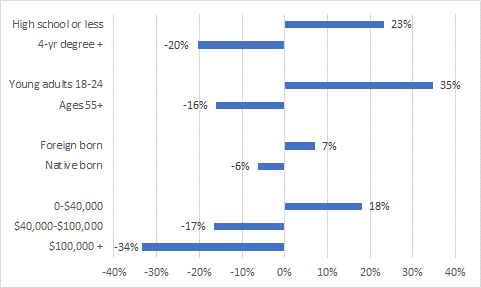 High school or less 23%
4-yr degree + -20%
Young adults 18-24 35%
Ages 55+ -16%
Foreign born 7%
Native born -6%
0-$40,000 18%
$40,000-$100,000 -17%
$100,000 + -34%
-40% -30% -20% -10% 0% 10% 20% 30% 40%